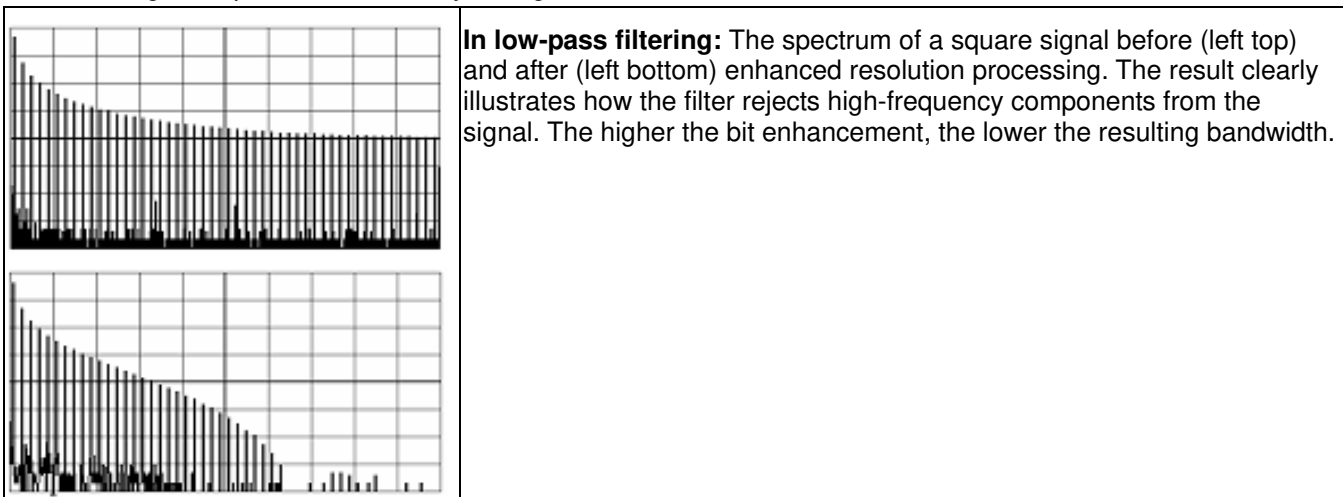 In low-pass filtering: The spectrum of a square signal before (left top)
and after (left bottom) enhanced resolution processing. The result clearly
illustrates how the filter rejects high-frequency components from the
signal. The higher the bit enhancement, the lower the resulting bandwidth.